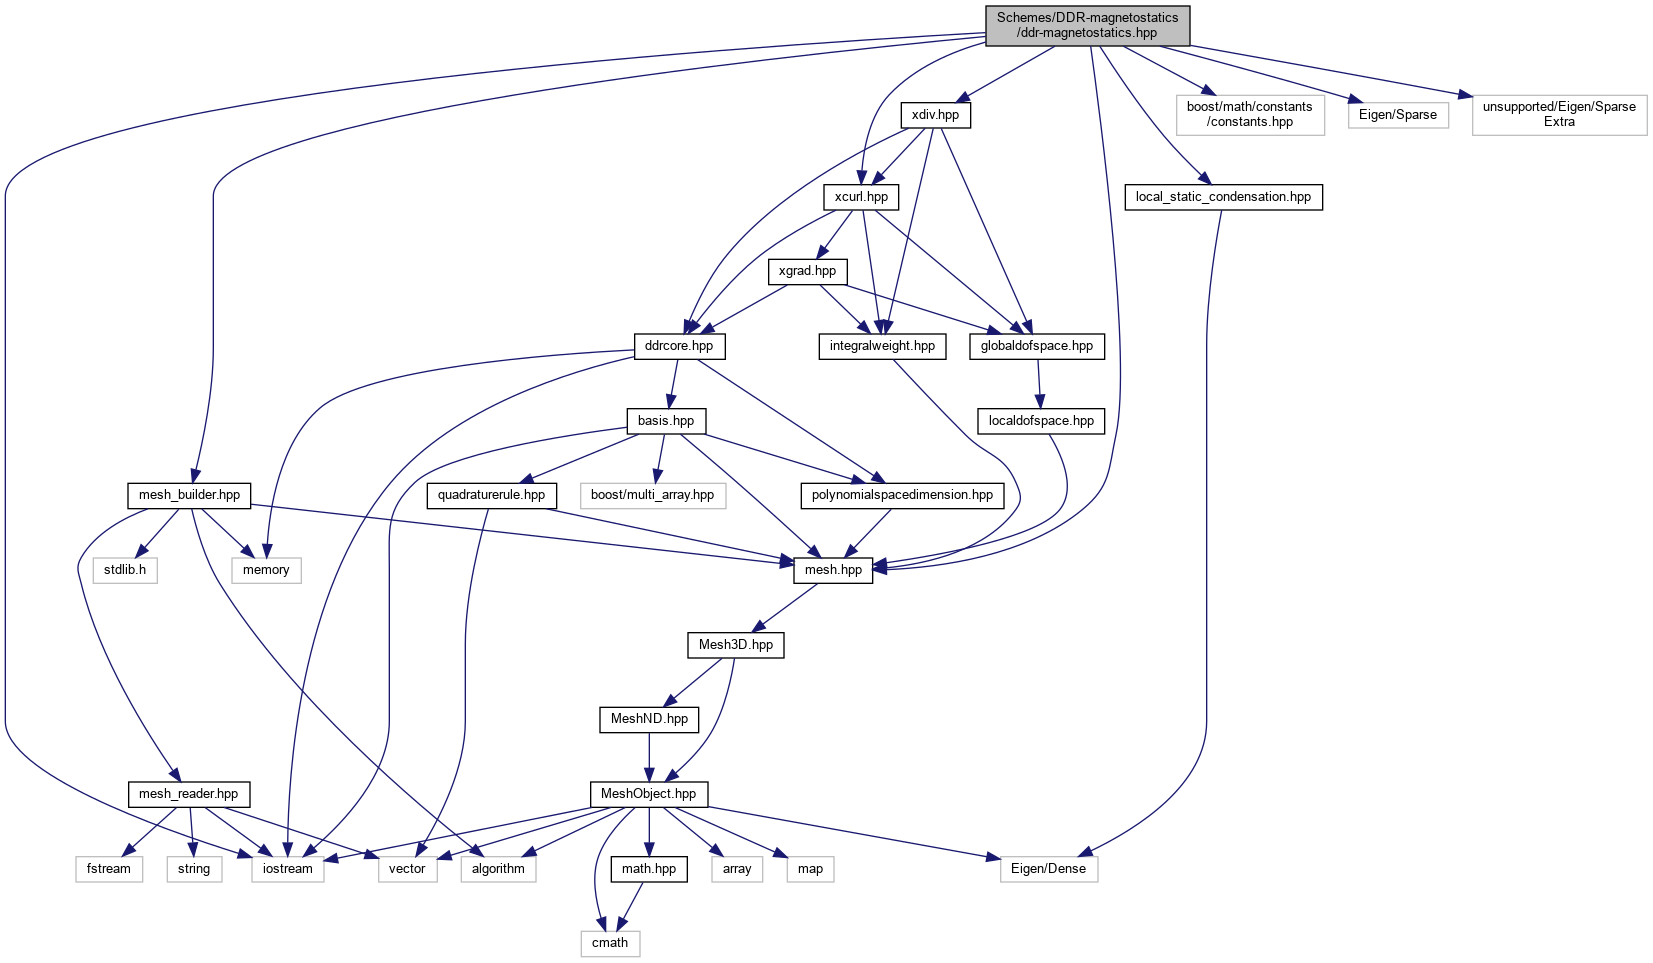 Schemes/DDR-magnetostatics
/ddr-magnetostatics.hpp
xdiv.hpp
boost/math/constants
/constants.hpp
Eigen/Sparse
unsupported/Eigen/Sparse
Extra
xcurl.hpp
local_static_condensation.hpp
xgrad.hpp
ddrcore.hpp
integralweight.hpp
globaldofspace.hpp
basis.hpp
localdofspace.hpp
mesh_builder.hpp
quadraturerule.hpp
boost/multi_array.hpp
polynomialspacedimension.hpp
stdlib.h
memory
mesh.hpp
Mesh3D.hpp
MeshND.hpp
mesh_reader.hpp
MeshObject.hpp
fstream
string
iostream
vector
algorithm
math.hpp
array
map
Eigen/Dense
cmath